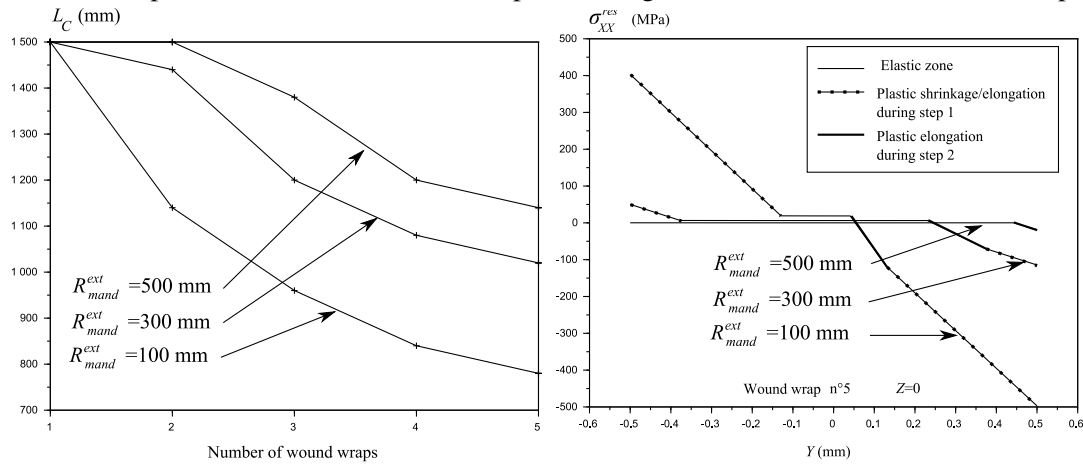 L_C (mm)
1 500
1 400
1 300
1 200
1 100
1 000
900
800
700
1
2
3
4
5
Number of wound wraps
R_mand^ext =500 mm
R_mand^ext =300 mm
R_mand^ext =100 mm
σ_XX^res (MPa)
500
400
300
200
100
0
-100
-200
-300
-400
-500
-0.6
-0.5
-0.4
-0.3
-0.2
-0.1
0.0
0.1
0.2
0.3
0.4
0.5
0.6
Y (mm)
Elastic zone
Plastic shrinkage/elongation
during step 1
Plastic elongation
during step 2
R_mand^ext =500 mm
R_mand^ext =300 mm
R_mand^ext =100 mm
Wound wrap n°5 Z=0